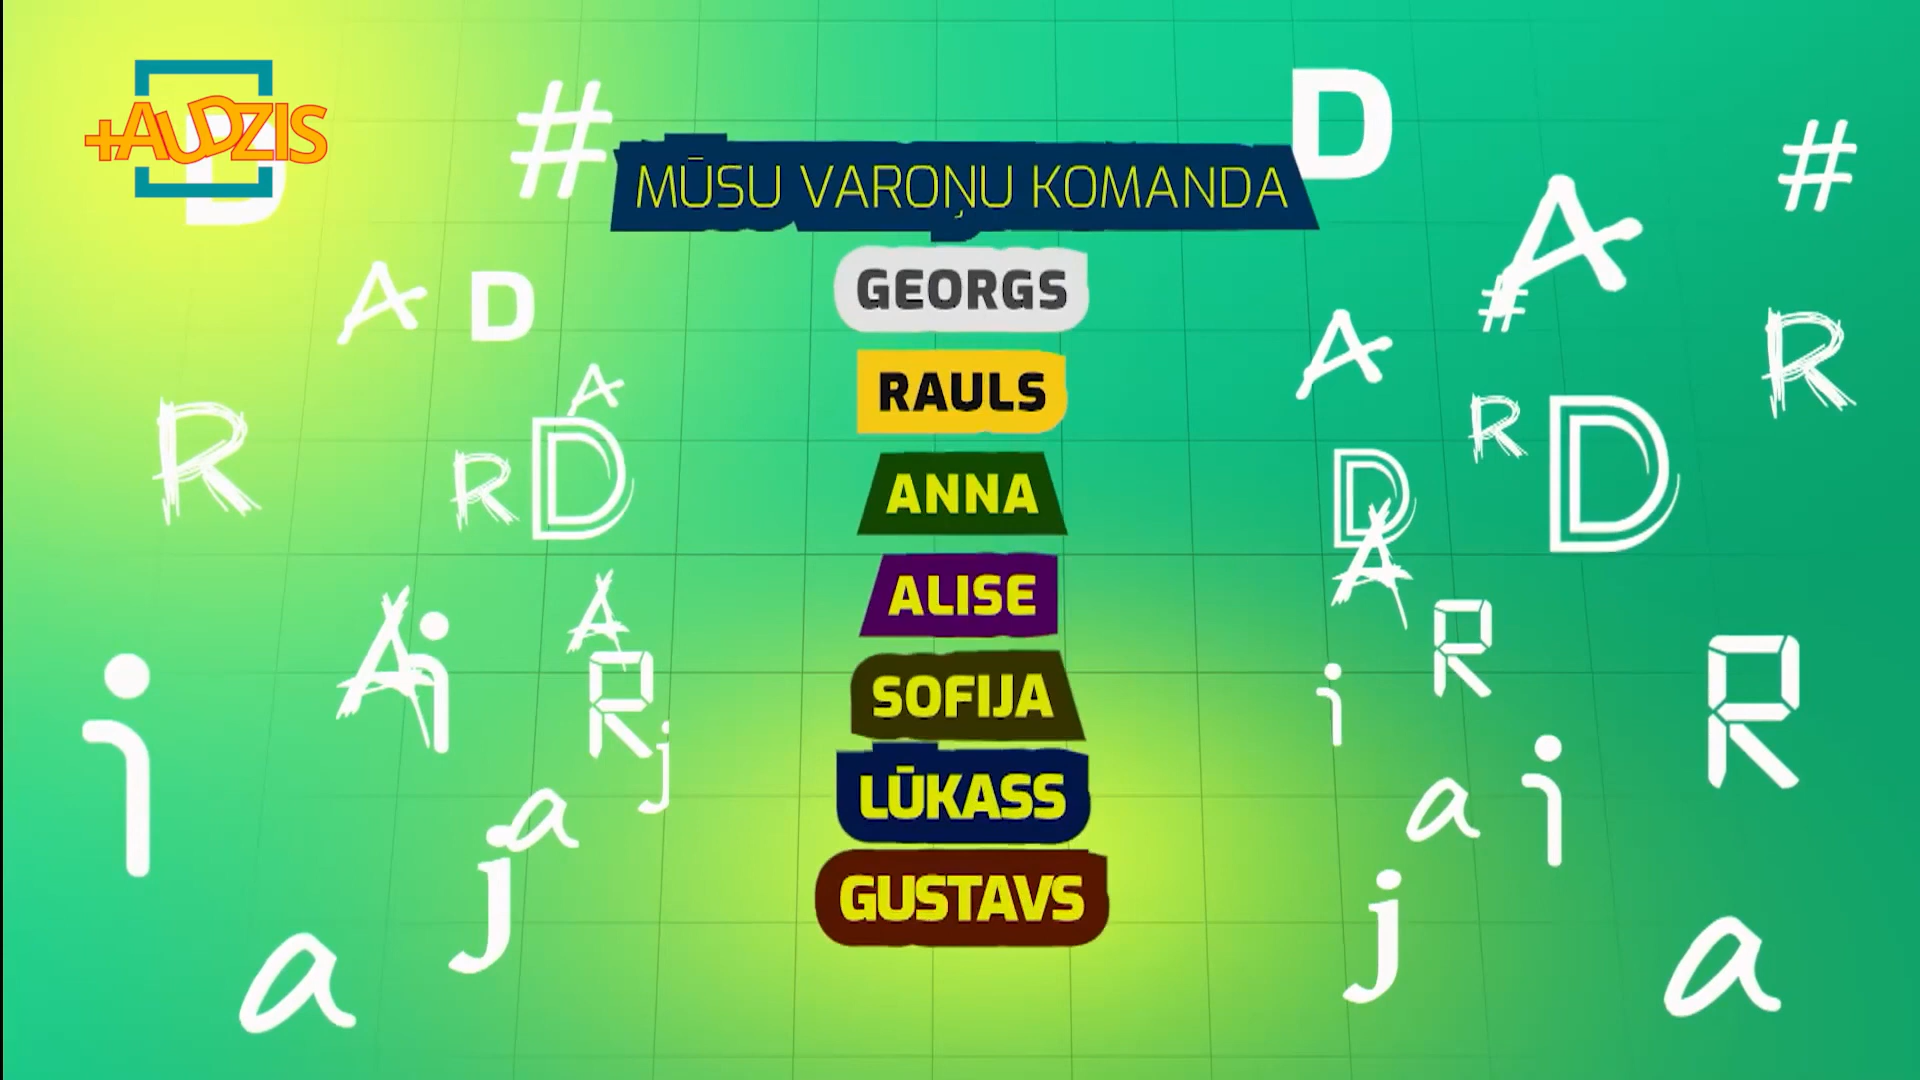 +AUDZIS
MŪSU VAROŅU KOMANDA
GEORGS
RAULS
ANNA
ALISE
SOFIJA
LŪKASS
GUSTAVS
# D #
D A
A D A # R
A
R R D R D
D
A A A
i i R R R
j i i
a a
j j
a a